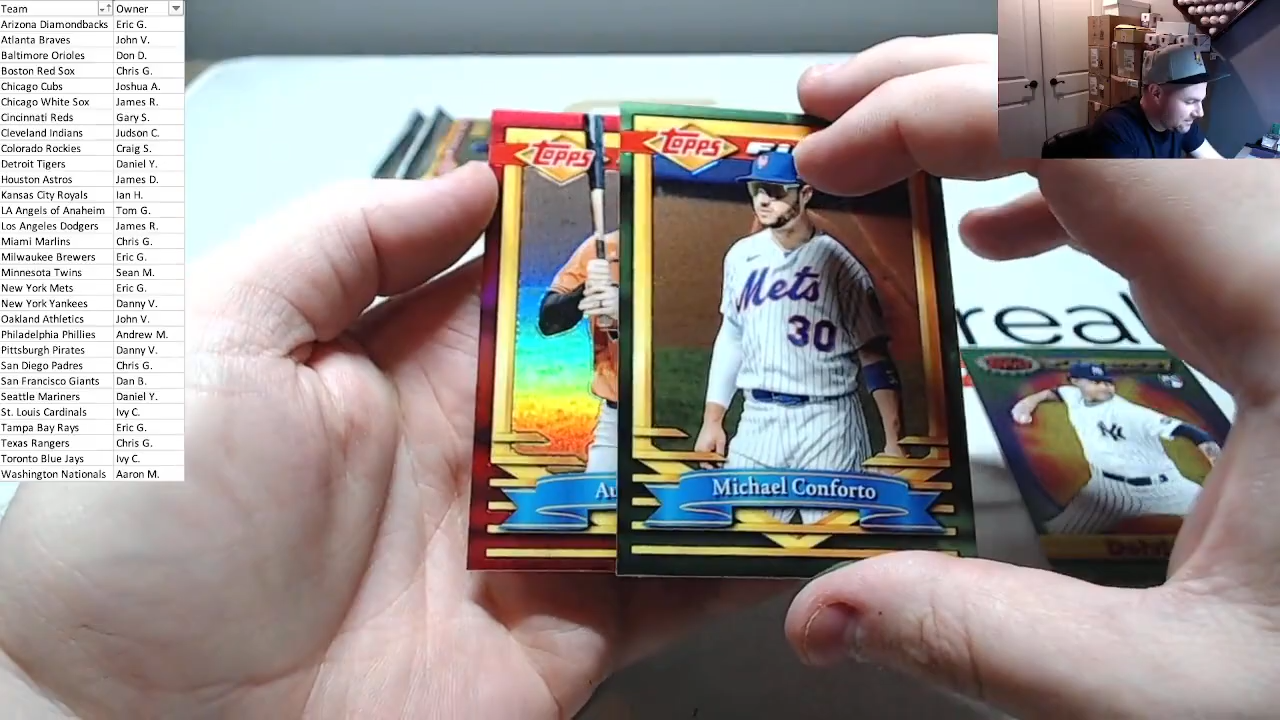 Team Owner
Arizona Diamondbacks Eric G.
Atlanta Braves John V.
Baltimore Orioles Don D.
Boston Red Sox Chris G.
Chicago Cubs Joshua A.
Chicago White Sox James R.
Cincinnati Reds Gary S.
Cleveland Indians Judson C.
Colorado Rockies Craig S.
Detroit Tigers Daniel Y.
Houston Astros James D.
Kansas City Royals Ian H.
LA Angels of Anaheim Tom G.
Los Angeles Dodgers James R.
Miami Marlins Chris G.
Milwaukee Brewers Eric G.
Minnesota Twins Sean M.
New York Mets Eric G.
New York Yankees Danny V.
Oakland Athletics John V.
Philadelphia Phillies Andrew M.
Pittsburgh Pirates Danny V.
San Diego Padres Chris G.
San Francisco Giants Dan B.
Seattle Mariners Daniel Y.
St. Louis Cardinals Ivy C.
Tampa Bay Rays Eric G.
Texas Rangers Chris G.
Toronto Blue Jays Ivy C.
Washington Nationals Aaron M.
TOPPS
TOPPS
Mets
30
Au
Michael Conforto
real
TOPPS
NY